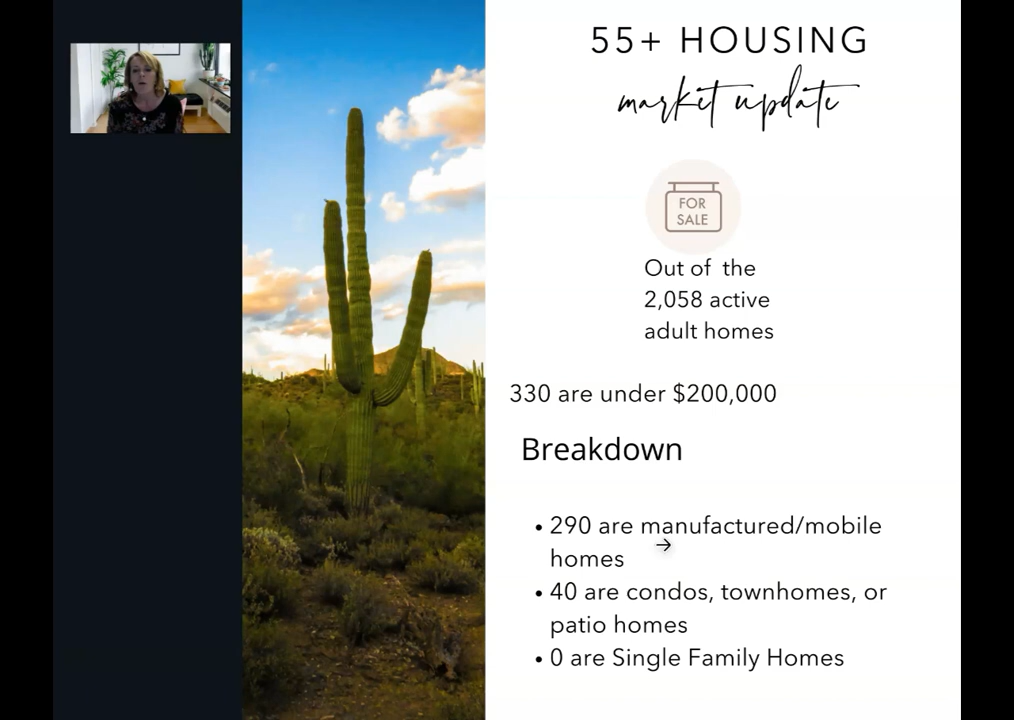 55+ HOUSING
market update
FOR
SALE
Out of the
2,058 active
adult homes
330 are under $200,000
Breakdown
• 290 are manufactured/mobile
homes
• 40 are condos, townhomes, or
patio homes
• 0 are Single Family Homes